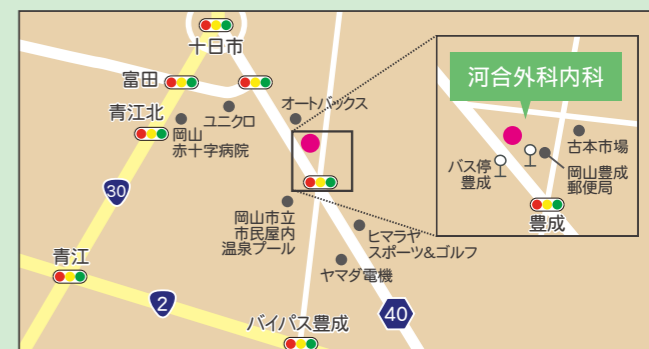 十日市
富田
青江北
ユニクロ
オートバックス
岡山
赤十字病院
30
岡山市立
市民屋内
温泉プール
ヒマラヤ
スポーツ&ゴルフ
ヤマダ電機
青江
2
40
バイパス豊成
河合外科内科
古本市場
バス停
豊成
岡山豊成
郵便局
豊成